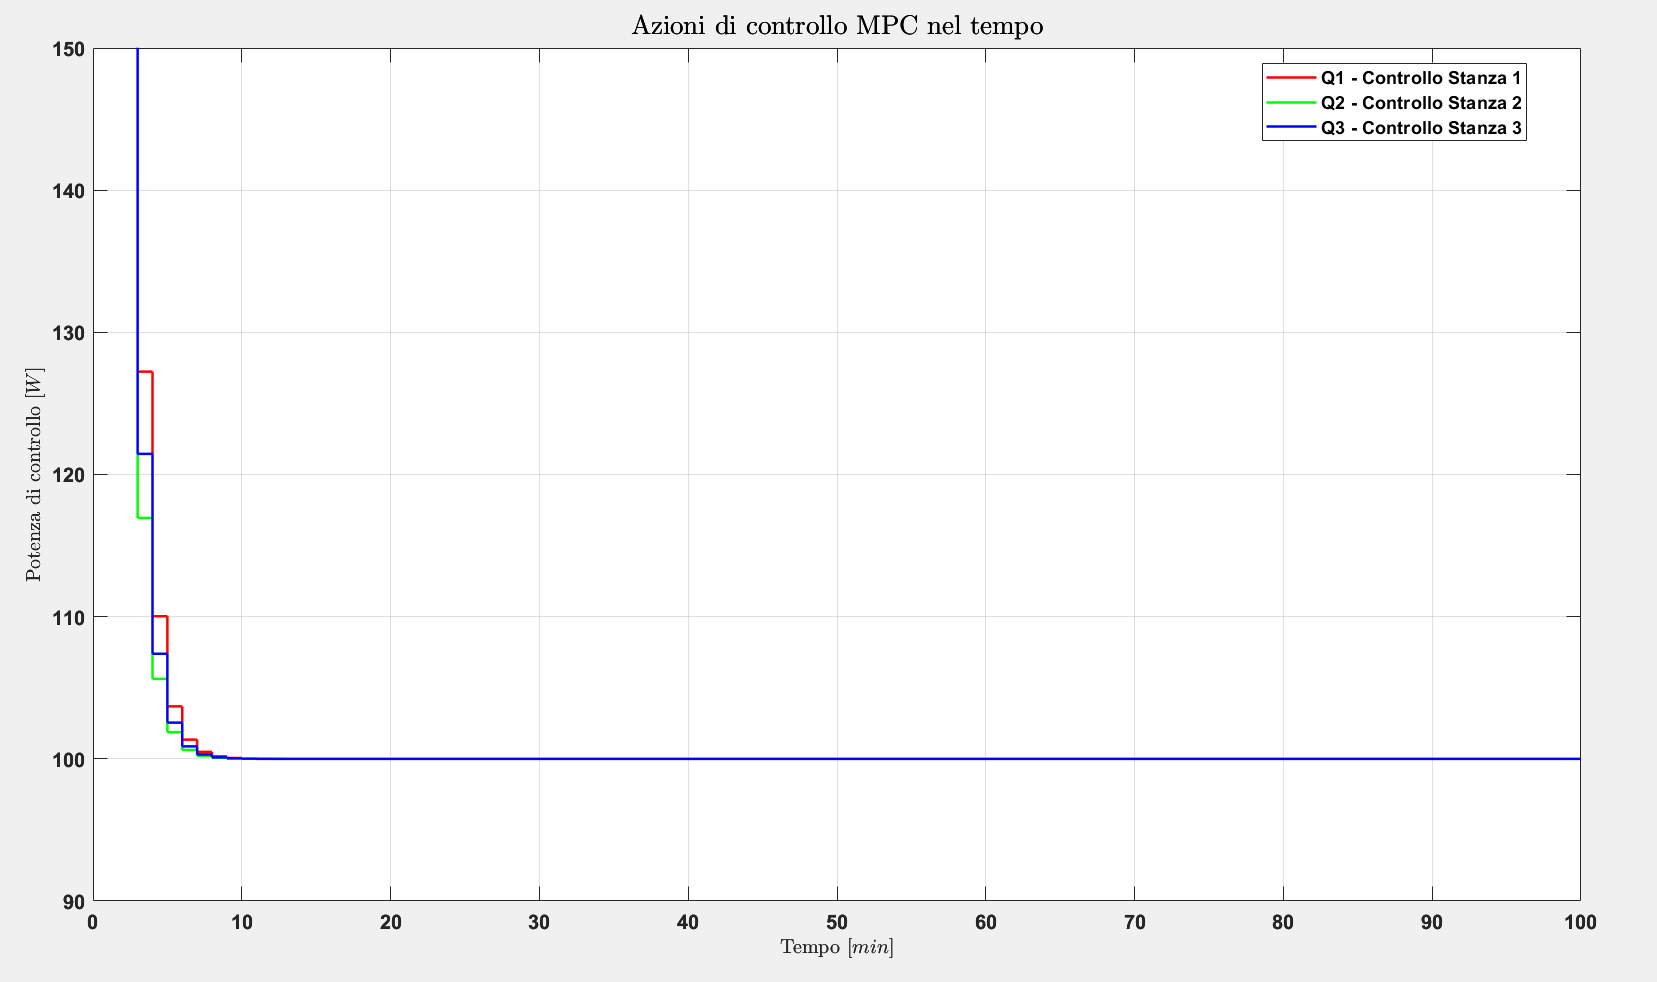 Azioni di controllo MPC nel tempo
Q1 - Controllo Stanza 1
Q2 - Controllo Stanza 2
Q3 - Controllo Stanza 3
Potenza di controllo [W]
150
140
130
120
110
100
90
0 10 20 30 40 50 60 70 80 90 100
Tempo [min]